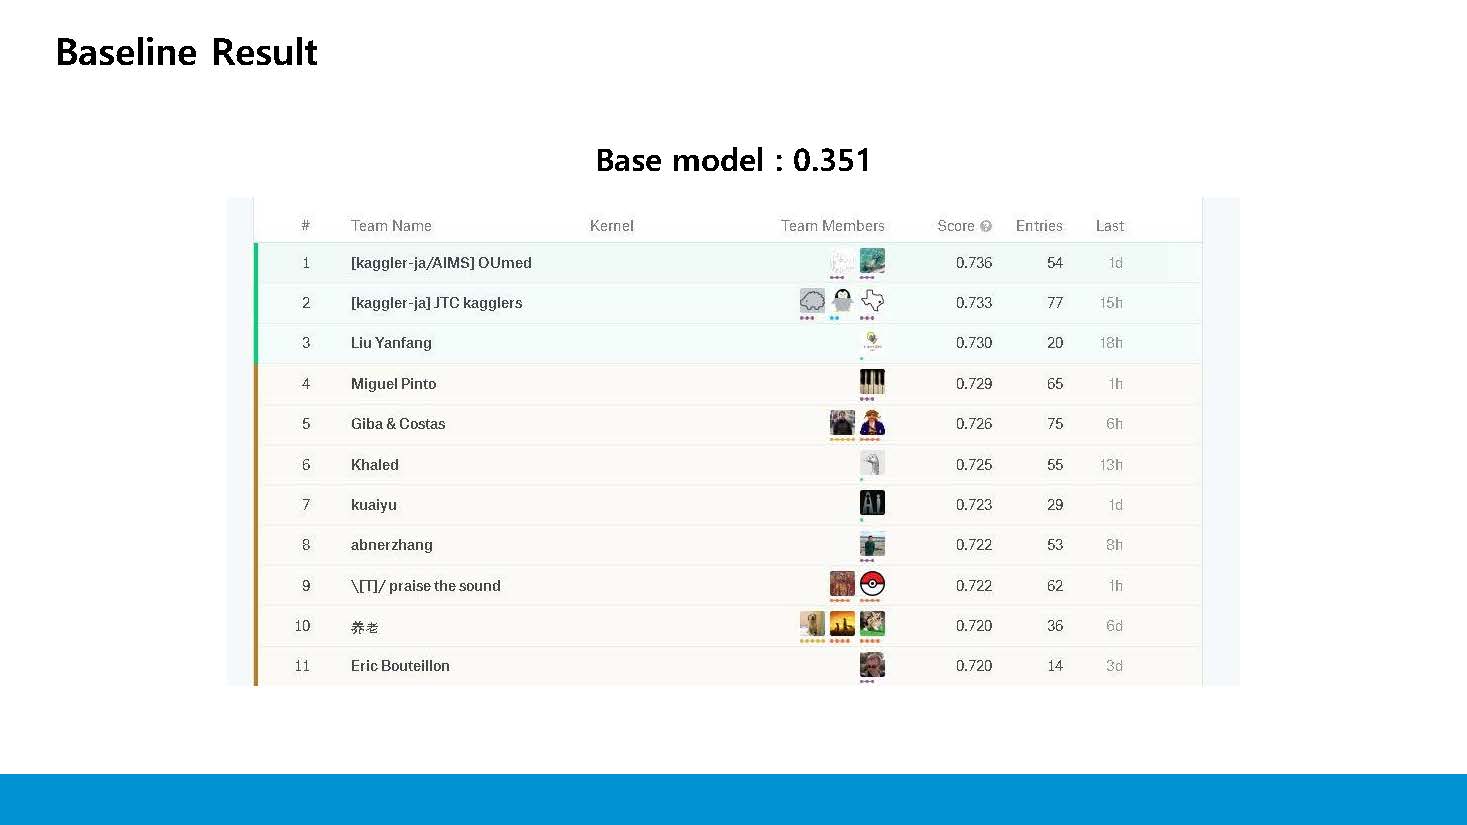 Baseline Result
Base model : 0.351
# Team Name Kernel Team Members Score Entries Last
1 [kaggler-ja/AIMS] OUmed 0.736 54 1d
2 [kaggler-ja] JTC kagglers 0.733 77 15h
3 Liu Yanfang 0.730 20 18h
4 Miguel Pinto 0.729 65 1h
5 Giba & Costas 0.726 75 6h
6 Khaled 0.725 55 13h
7 kuaiyu 0.723 29 1d
8 abnerzhang 0.722 53 8h
9 \[T]/ praise the sound 0.722 62 1h
10 养老 0.720 36 6d
11 Eric Bouteillon 0.720 14 3d